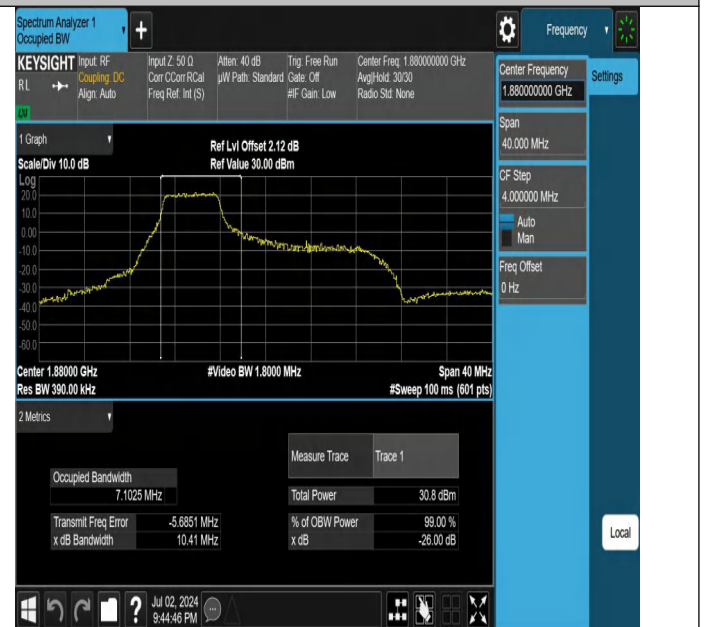 Spectrum Analyzer 1
Occupied BW
Frequency
KEYSIGHT
RL
LXI
Input: RF
Coupling: DC
Align: Auto
Input Z: 50 Ω
Corr CCorr RCal
Freq Ref: Int (S)
Atten: 40 dB
µW Path: Standard
Trig: Free Run
Gate: Off
#IF Gain: Low
Center Freq: 1.880000000 GHz
Avg|Hold: 30/30
Radio Std: None
Center Frequency
1.880000000 GHz
Settings
Span
40.000 MHz
CF Step
4.000000 MHz
Auto
Man
Freq Offset
0 Hz
1 Graph
Scale/Div 10.0 dB
Ref Lvl Offset 2.12 dB
Ref Value 30.00 dBm
Log
20.0
10.0
0.00
-10.0
-20.0
-30.0
-40.0
-50.0
-60.0
Center 1.88000 GHz
#Video BW 1.8000 MHz
Span 40 MHz
Res BW 390.00 kHz
#Sweep 100 ms (601 pts)
2 Metrics
Measure Trace
Trace 1
Occupied Bandwidth
7.1025 MHz
Total Power
30.8 dBm
Transmit Freq Error
-5.6851 MHz
% of OBW Power
99.00 %
x dB Bandwidth
10.41 MHz
x dB
-26.00 dB
Local
?
Jul 02, 2024
9:44:46 PM